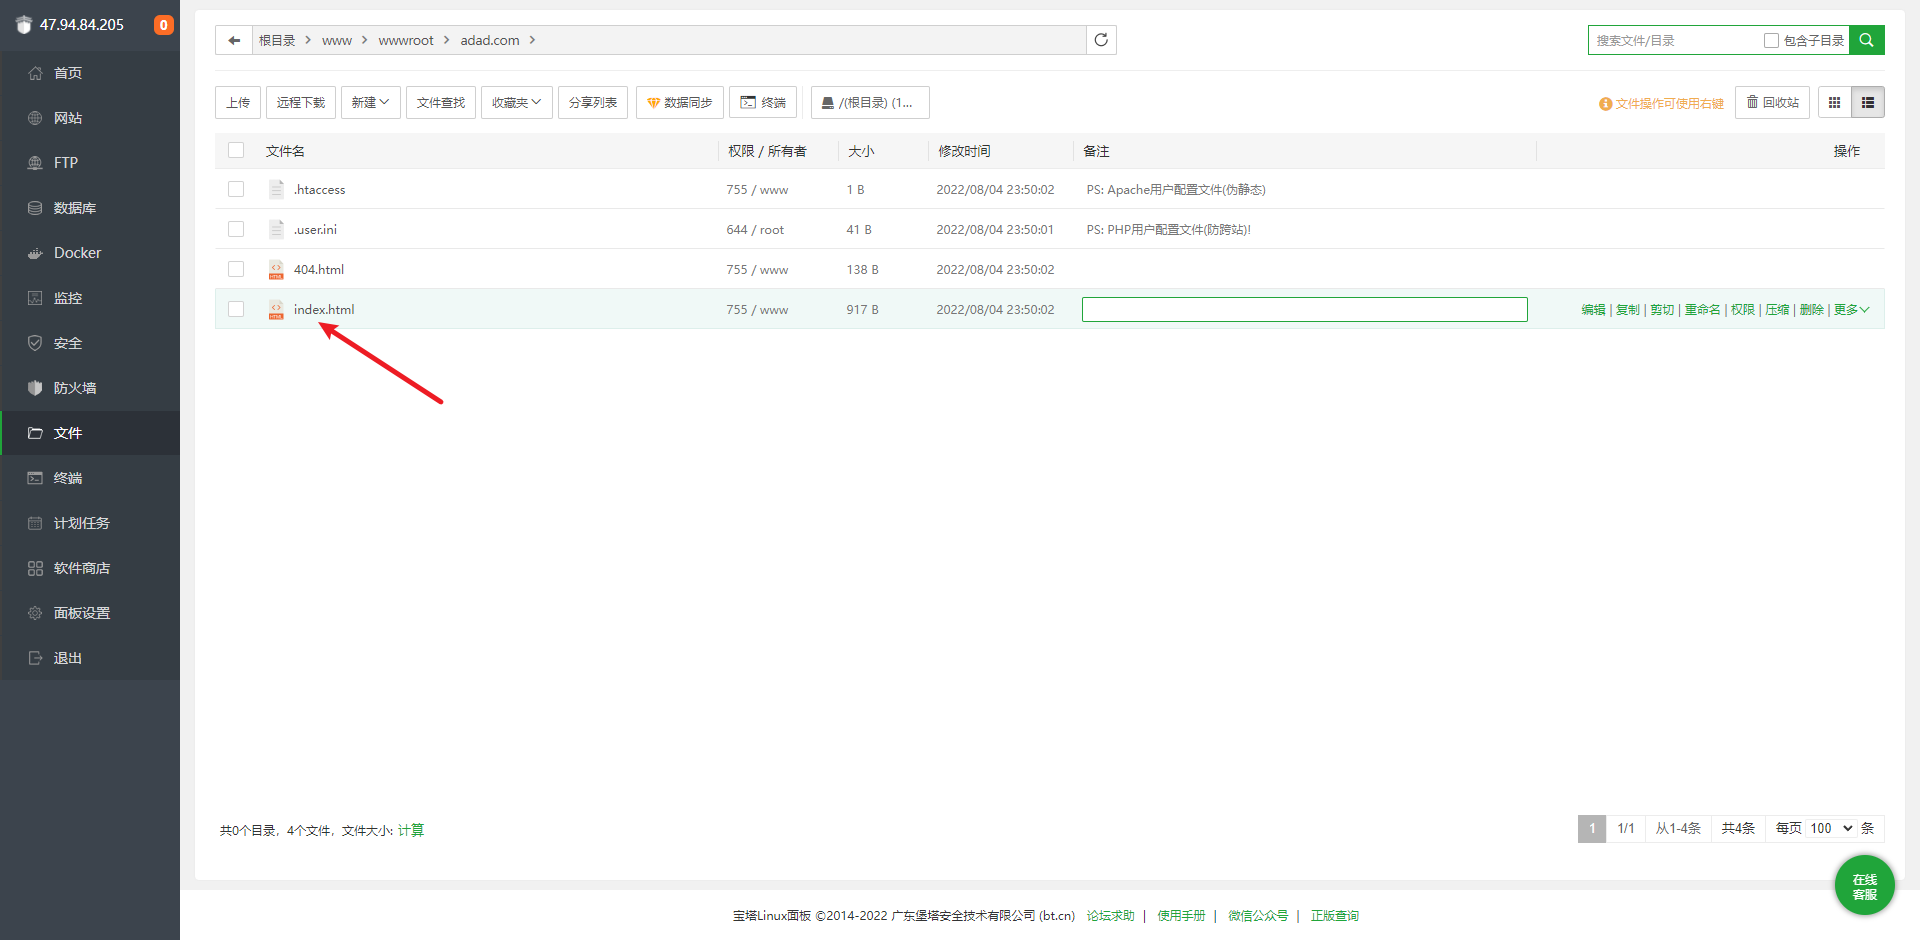 47.94.84.205 0
首页
网站
FTP
数据库
Docker
监控
安全
防火墙
文件
终端
计划任务
软件商店
面板设置
退出
根目录 > www > wwwroot > adad.com >
搜索文件/目录 包含子目录
上传 远程下载 新建 文件查找 收藏夹 分享列表 数据同步 终端 /(根目录) (1...
文件操作可使用右键 回收站
文件名 权限 / 所有者 大小 修改时间 备注 操作
.htaccess 755 / www 1 B 2022/08/04 23:50:02 PS: Apache用户配置文件(伪静态)
.user.ini 644 / root 41 B 2022/08/04 23:50:01 PS: PHP用户配置文件(防跨站)!
HTML 404.html 755 / www 138 B 2022/08/04 23:50:02
HTML index.html 755 / www 917 B 2022/08/04 23:50:02 编辑 | 复制 | 剪切 | 重命名 | 权限 | 压缩 | 删除 | 更多
共0个目录，4个文件，文件大小: 计算
1 1/1 从1-4条 共4条 每页 100 条
在线
客服
宝塔Linux面板 ©2014-2022 广东堡塔安全技术有限公司 (bt.cn) 论坛求助 | 使用手册 | 微信公众号 | 正版查询